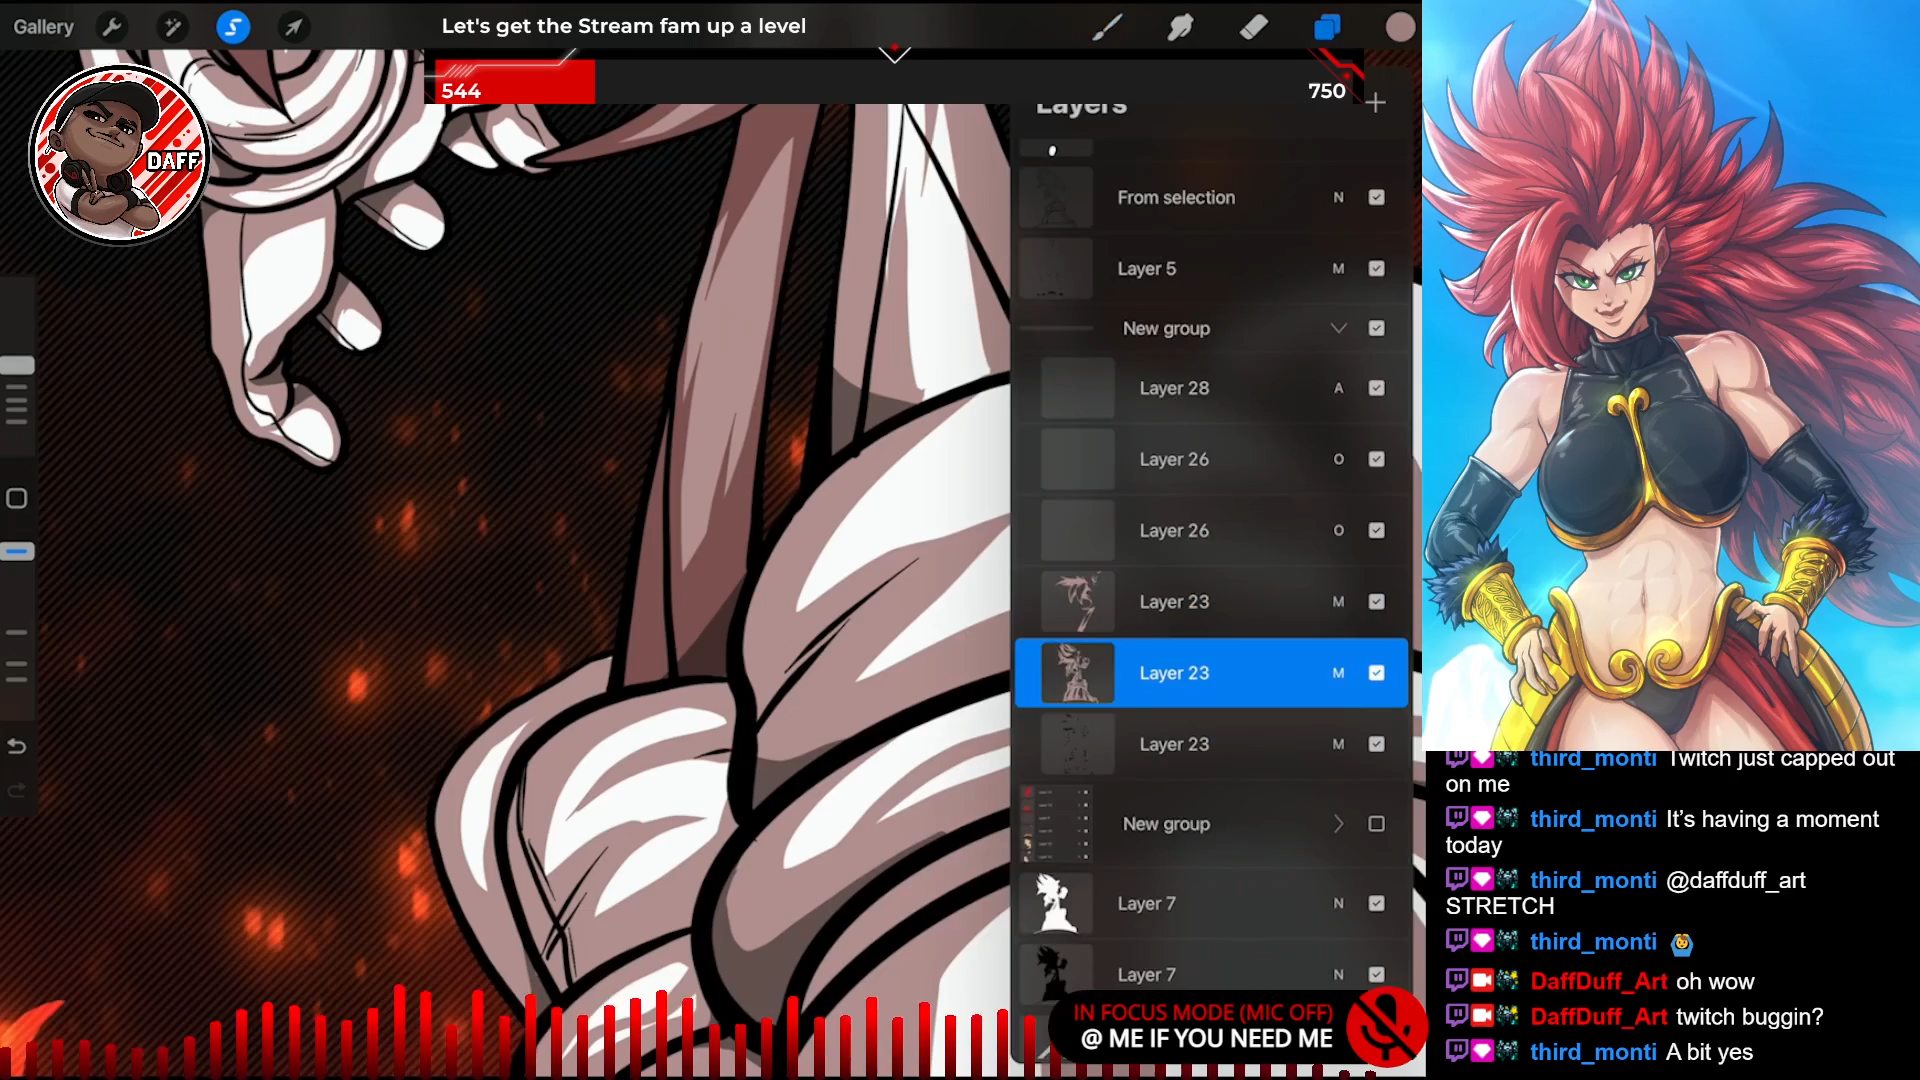 Gallery
Let's get the Stream fam up a level
544
750
DAFF
Layers
From selection N
Layer 5 M
New group
Layer 28 A
Layer 26 O
Layer 26 O
Layer 23 M
Layer 23 M
Layer 23 M
New group
Layer 7 N
Layer 7 N
IN FOCUS MODE (MIC OFF)
@ ME IF YOU NEED ME
third_monti Twitch just capped out
on me
third_monti It's having a moment
today
third_monti @daffduff_art
STRETCH
third_monti
DaffDuff_Art oh wow
DaffDuff_Art twitch buggin?
third_monti A bit yes